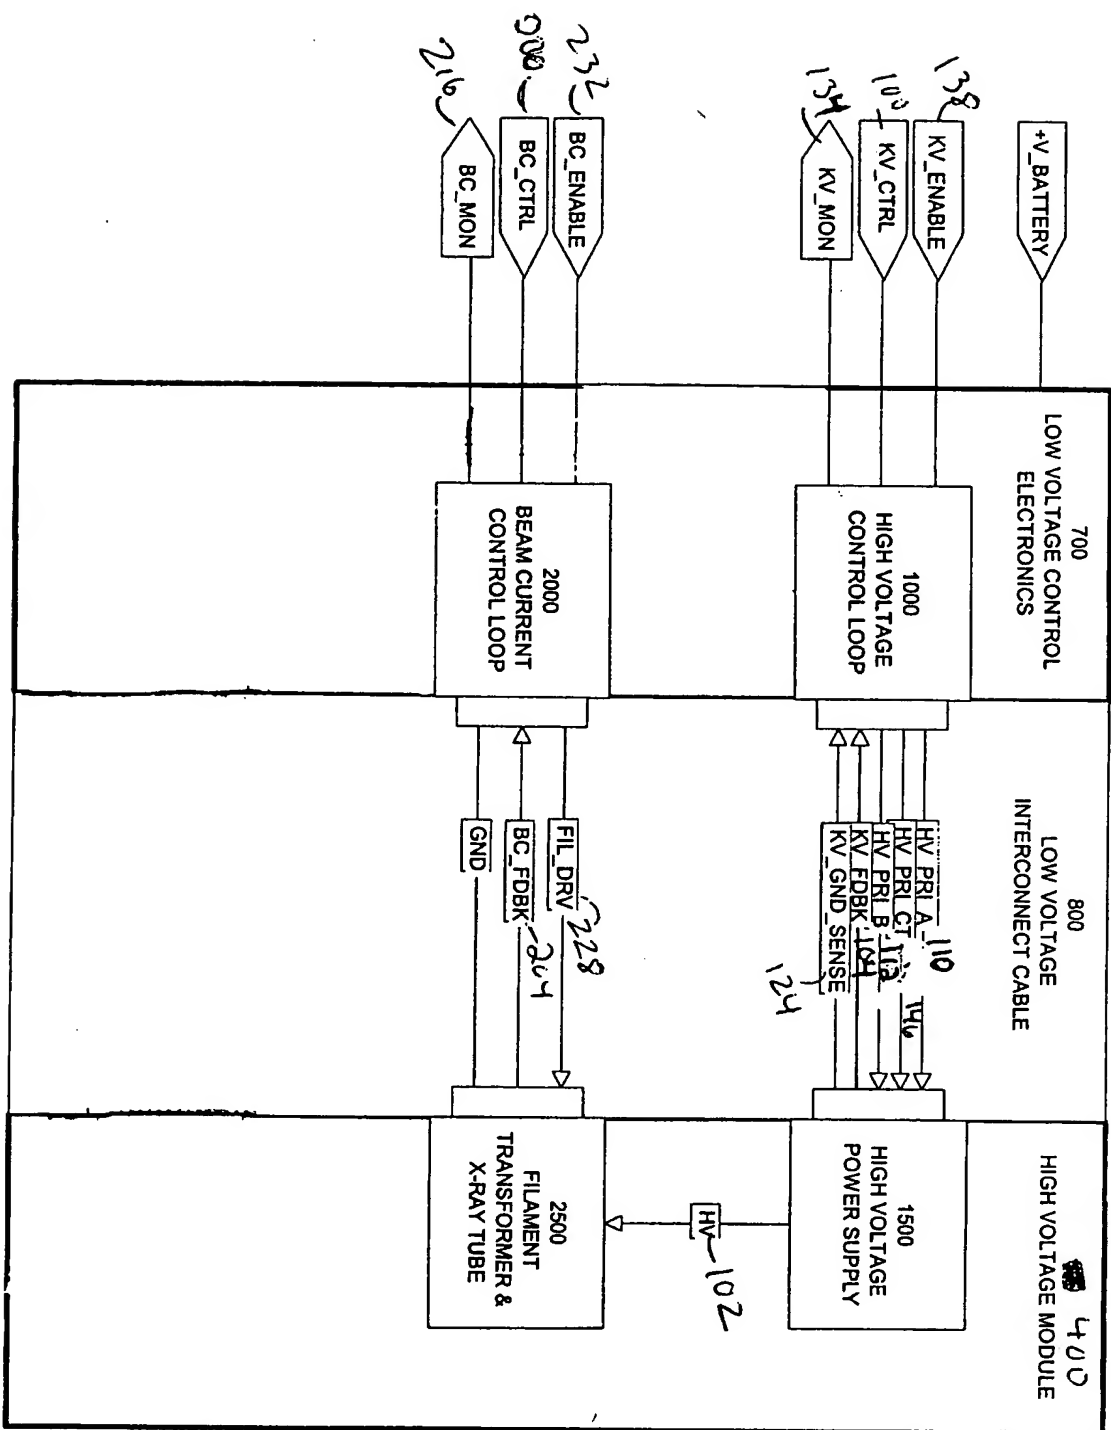 700
LOW VOLTAGE CONTROL
ELECTRONICS
800
LOW VOLTAGE
INTERCONNECT CABLE
400
HIGH VOLTAGE MODULE
+V_BATTERY
138
KV_ENABLE
100
KV_CTRL
134
KV_MON
1000
HIGH VOLTAGE
CONTROL LOOP
HV_PRI_A
110
HV_PRI_CT
146
HV_PRI_B
112
KV_FDBK
104
KV_GND_SENSE
124
1500
HIGH VOLTAGE
POWER SUPPLY
HV
102
232
BC_ENABLE
BC_CTRL
216
BC_MON
2000
BEAM CURRENT
CONTROL LOOP
FIL_DRV
228
BC_FDBK
204
GND
2500
FILAMENT
TRANSFORMER &
X-RAY TUBE